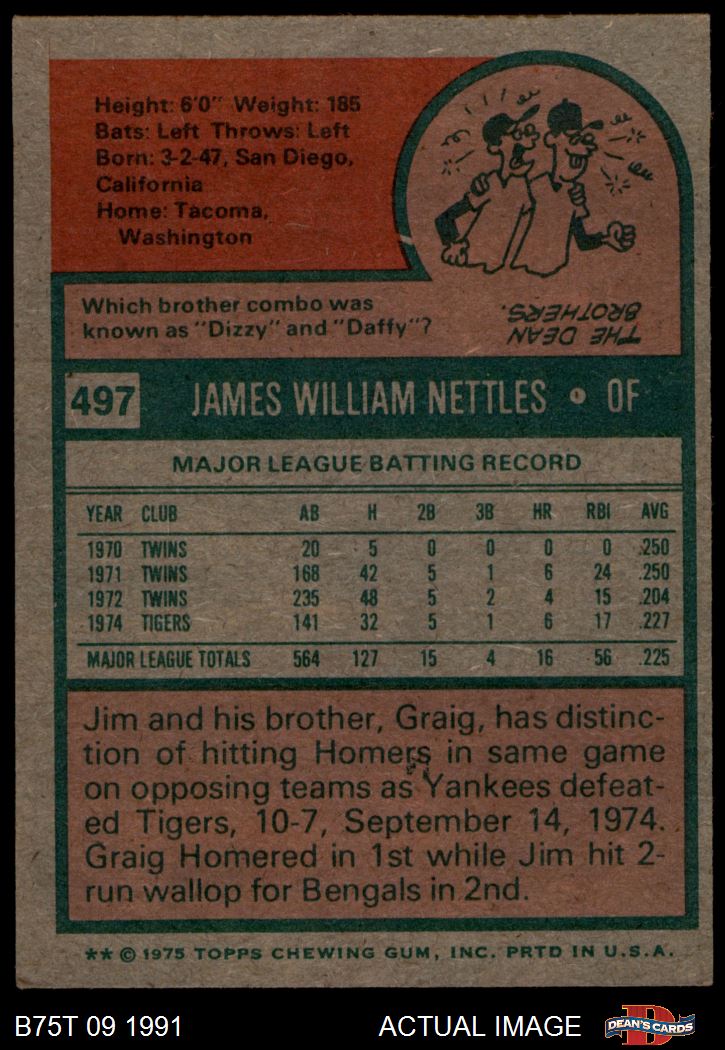 Height: 6'0" Weight: 185
Bats: Left Throws: Left
Born: 3-2-47, San Diego,
California
Home: Tacoma,
Washington
Which brother combo was
known as "Dizzy" and "Daffy"?
THE DEAN
BROTHERS.
497 JAMES WILLIAM NETTLES • OF
MAJOR LEAGUE BATTING RECORD
YEAR CLUB AB H 2B 3B HR RBI AVG
1970 TWINS 20 5 0 0 0 0 .250
1971 TWINS 168 42 5 1 6 24 .250
1972 TWINS 235 48 5 2 4 15 .204
1974 TIGERS 141 32 5 1 6 17 .227
MAJOR LEAGUE TOTALS 564 127 15 4 16 56 .225
Jim and his brother, Graig, has distinc-
tion of hitting Homers in same game
on opposing teams as Yankees defeat-
ed Tigers, 10-7, September 14, 1974.
Graig Homered in 1st while Jim hit 2-
run wallop for Bengals in 2nd.
** © 1975 TOPPS CHEWING GUM, INC. PRTD IN U.S.A.
B75T 09 1991 ACTUAL IMAGE DEAN'S CARDS